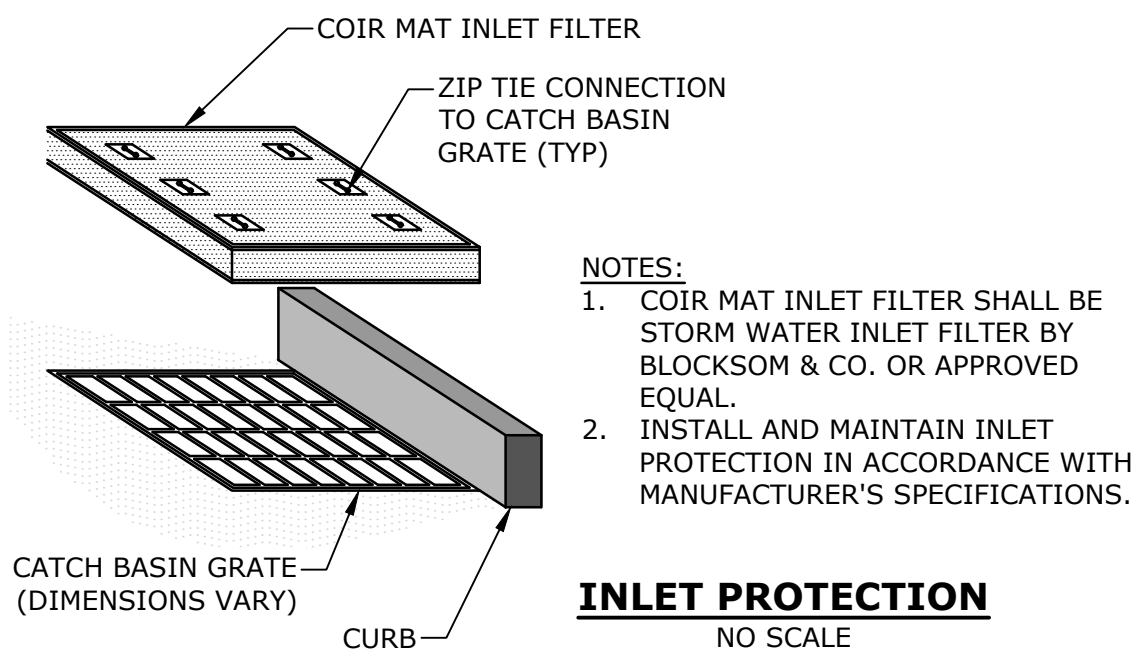 COIR MAT INLET FILTER
ZIP TIE CONNECTION
TO CATCH BASIN
GRATE (TYP)
NOTES:
1. COIR MAT INLET FILTER SHALL BE
STORM WATER INLET FILTER BY
BLOCKSOM & CO. OR APPROVED
EQUAL.
2. INSTALL AND MAINTAIN INLET
PROTECTION IN ACCORDANCE WITH
MANUFACTURER'S SPECIFICATIONS.
CATCH BASIN GRATE
(DIMENSIONS VARY)
CURB
INLET PROTECTION
NO SCALE